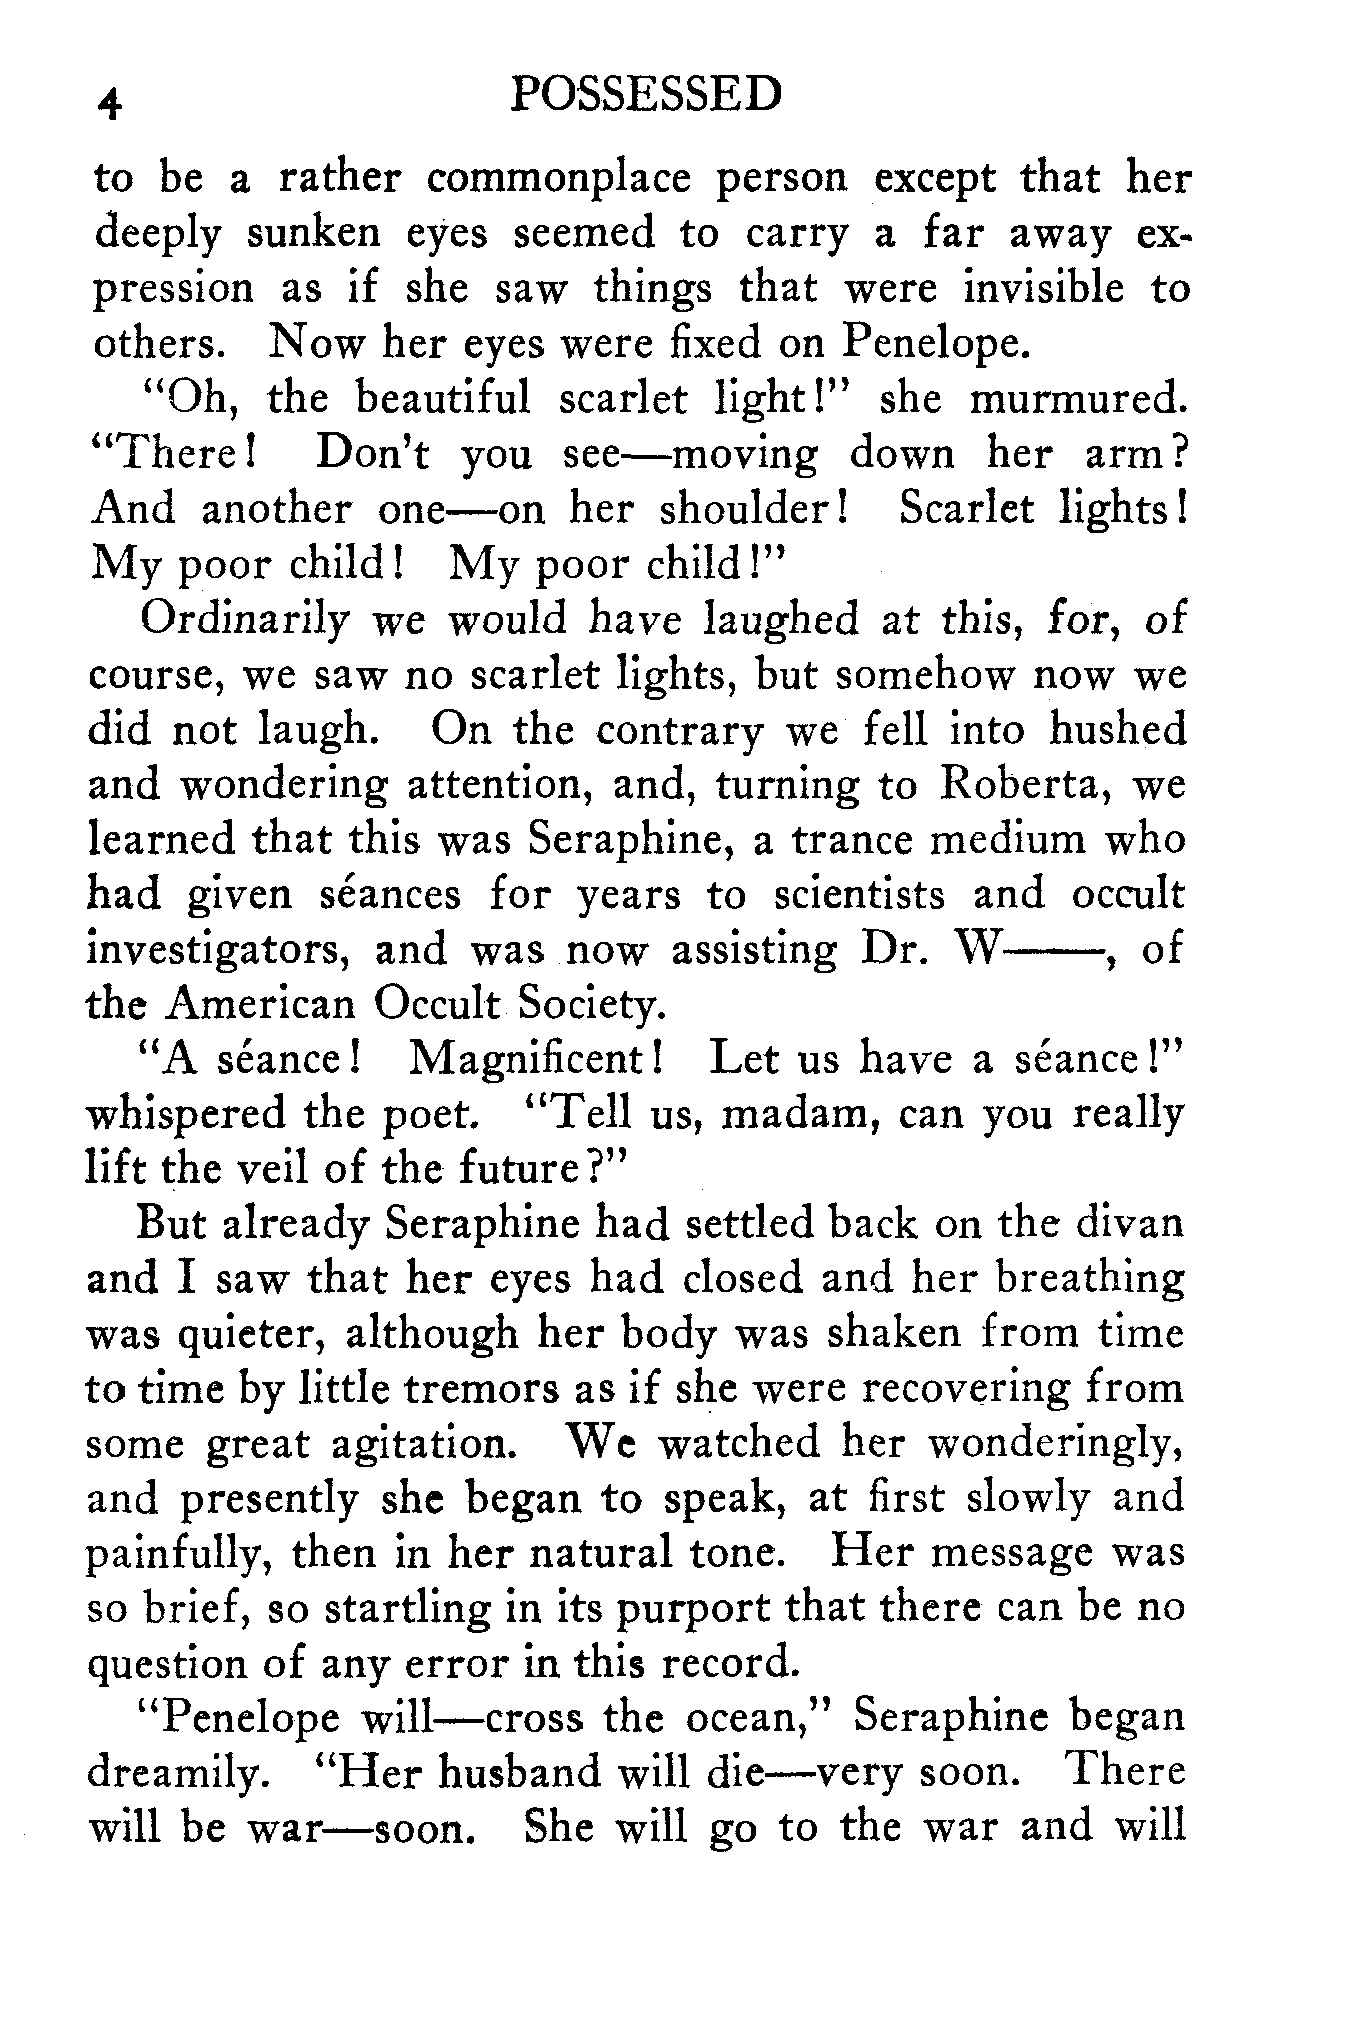 4 POSSESSED
to be a rather commonplace person except that her
deeply sunken eyes seemed to carry a far away ex-
pression as if she saw things that were invisible to
others. Now her eyes were fixed on Penelope.
"Oh, the beautiful scarlet light!" she murmured.
"There! Don't you see—moving down her arm?
And another one—on her shoulder! Scarlet lights!
My poor child! My poor child!"
Ordinarily we would have laughed at this, for, of
course, we saw no scarlet lights, but somehow now we
did not laugh. On the contrary we fell into hushed
and wondering attention, and, turning to Roberta, we
learned that this was Seraphine, a trance medium who
had given séances for years to scientists and occult
investigators, and was now assisting Dr. W——, of
the American Occult Society.
"A séance! Magnificent! Let us have a séance!"
whispered the poet. "Tell us, madam, can you really
lift the veil of the future?"
But already Seraphine had settled back on the divan
and I saw that her eyes had closed and her breathing
was quieter, although her body was shaken from time
to time by little tremors as if she were recovering from
some great agitation. We watched her wonderingly,
and presently she began to speak, at first slowly and
painfully, then in her natural tone. Her message was
so brief, so startling in its purport that there can be no
question of any error in this record.
"Penelope will—cross the ocean," Seraphine began
dreamily. "Her husband will die—very soon. There
will be war—soon. She will go to the war and will